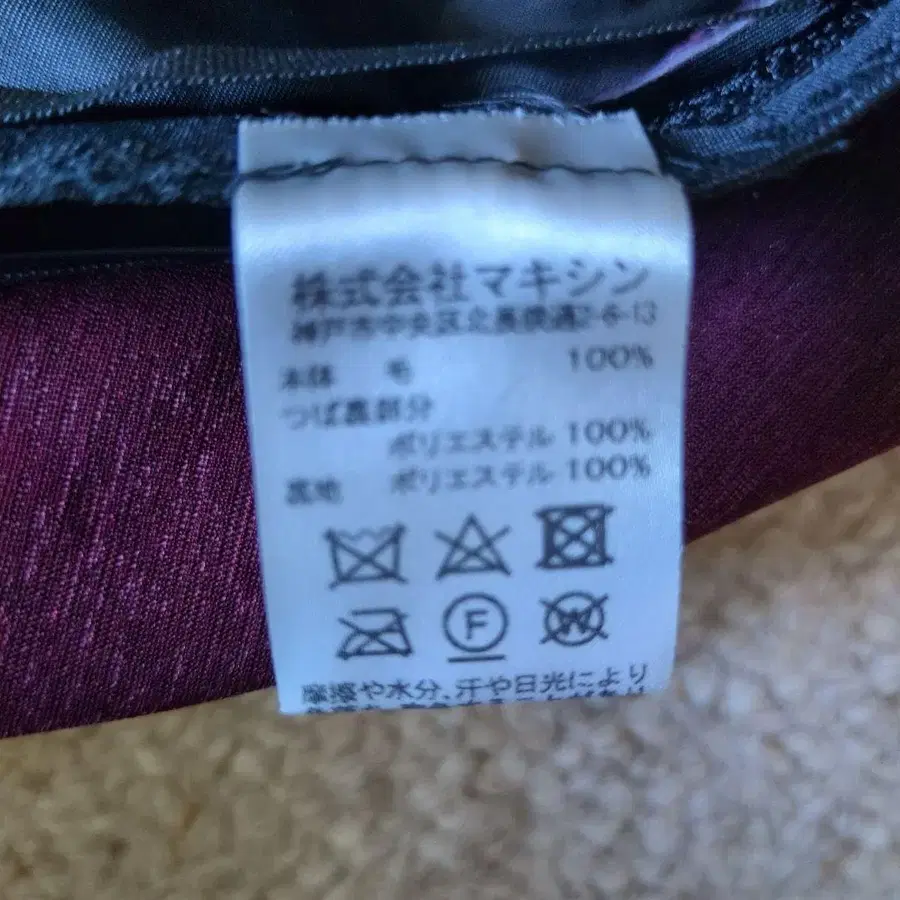 株式会社マキシン
神戸市中央区北長狭通2-6-13
本体 毛 100%
つば裏部分
ポリエステル 100%
裏地 ポリエステル 100%
F
W
摩擦や水分、汗や日光により